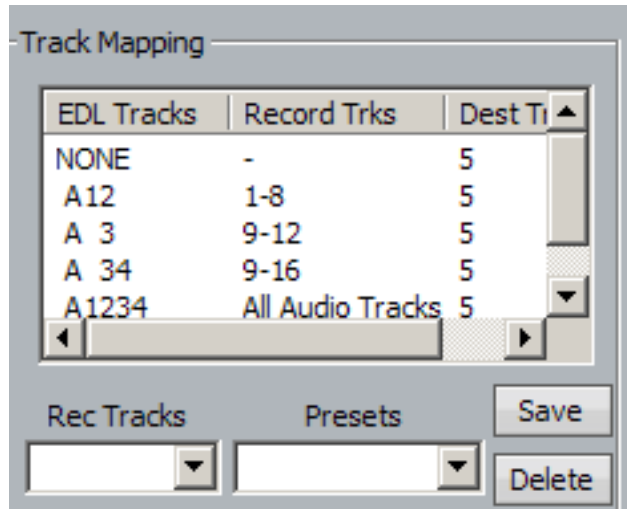 Track Mapping
EDL Tracks Record Trks Dest Tr
NONE - 5
A12 1-8 5
A 3 9-12 5
A 34 9-16 5
A1234 All Audio Tracks 5
Rec Tracks Presets Save
Delete